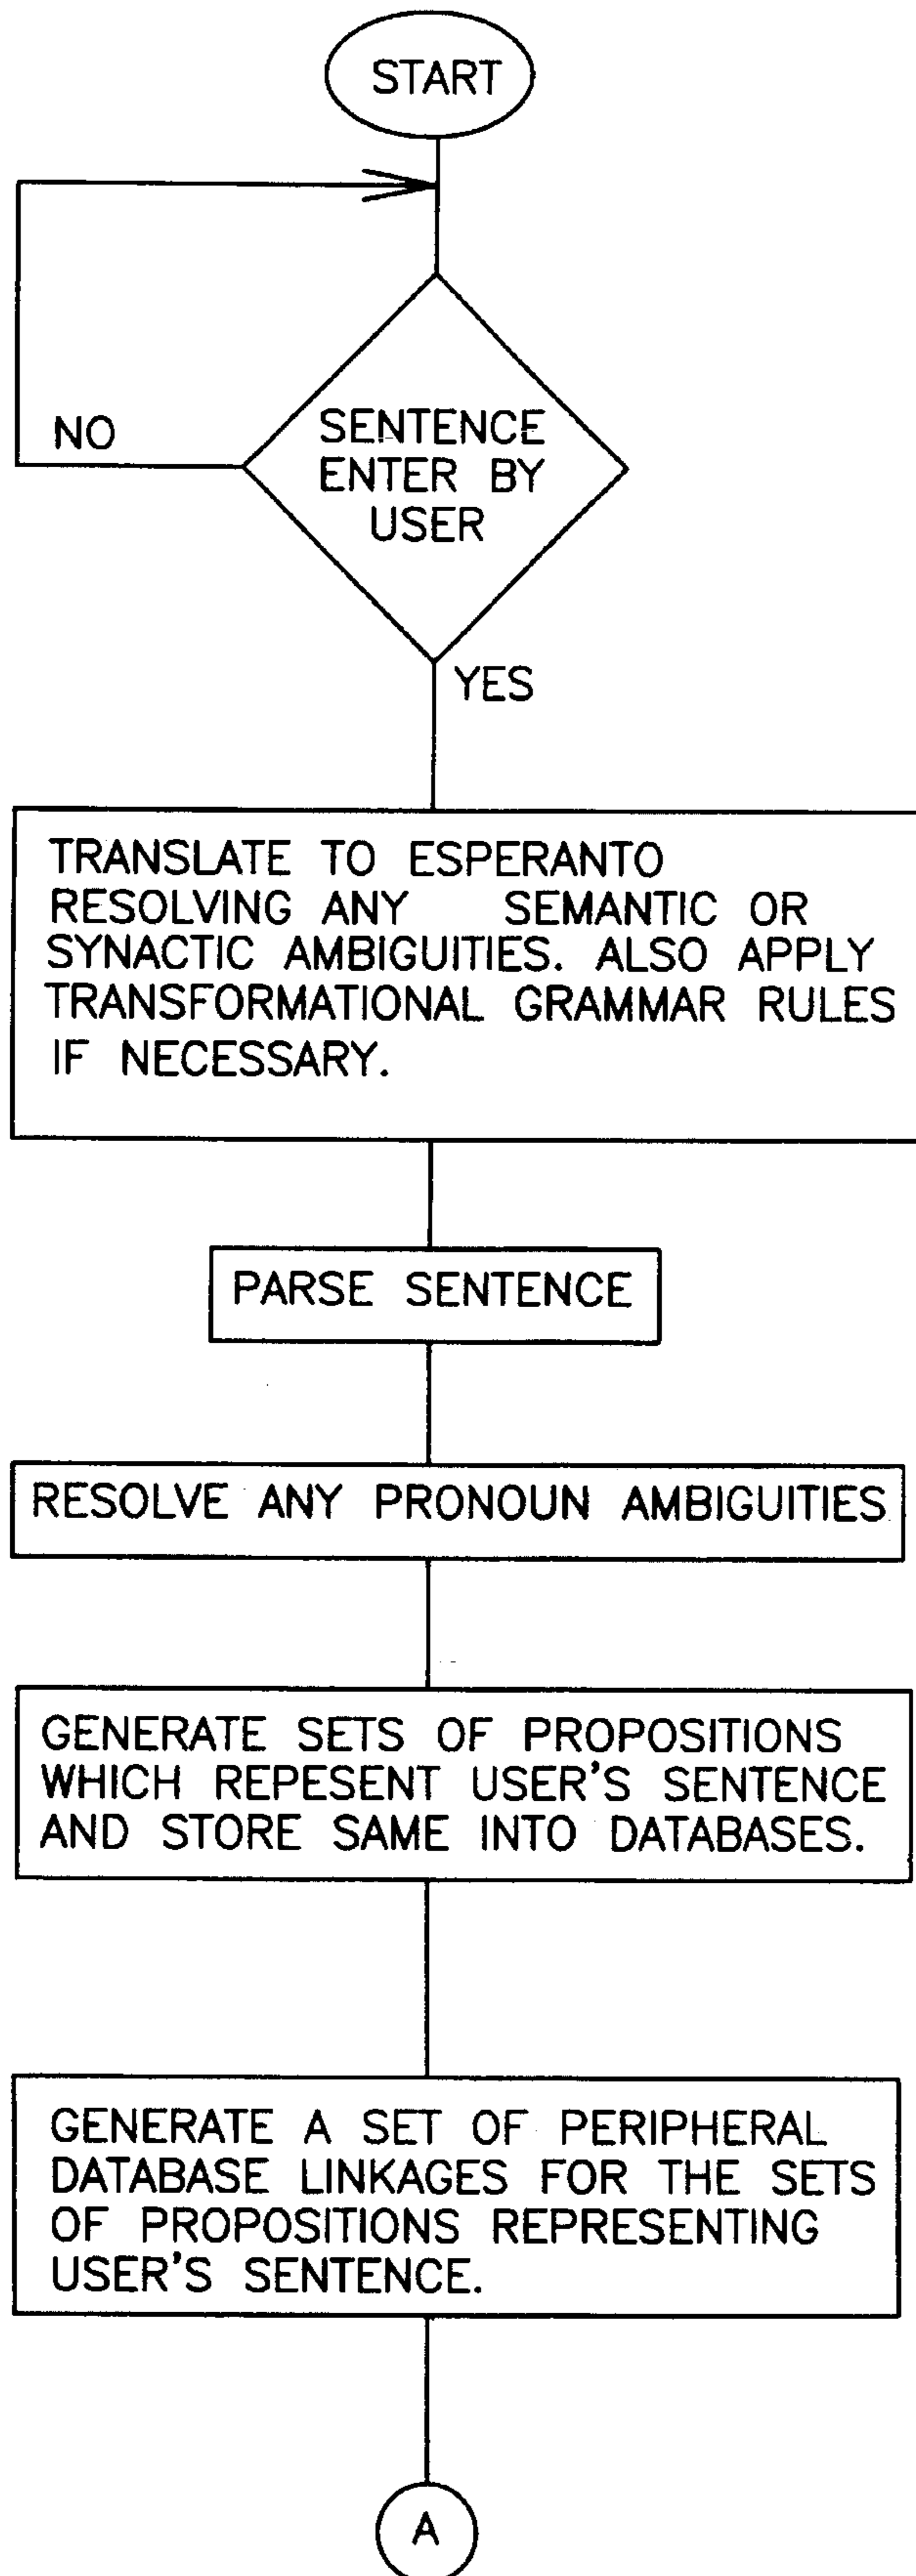 START
NO
SENTENCE
ENTER BY
USER
YES
TRANSLATE TO ESPERANTO
RESOLVING ANY SEMANTIC OR
SYNACTIC AMBIGUITIES. ALSO APPLY
TRANSFORMATIONAL GRAMMAR RULES
IF NECESSARY.
PARSE SENTENCE
RESOLVE ANY PRONOUN AMBIGUITIES
GENERATE SETS OF PROPOSITIONS
WHICH REPESENT USER'S SENTENCE
AND STORE SAME INTO DATABASES.
GENERATE A SET OF PERIPHERAL
DATABASE LINKAGES FOR THE SETS
OF PROPOSITIONS REPRESENTING
USER'S SENTENCE.
A